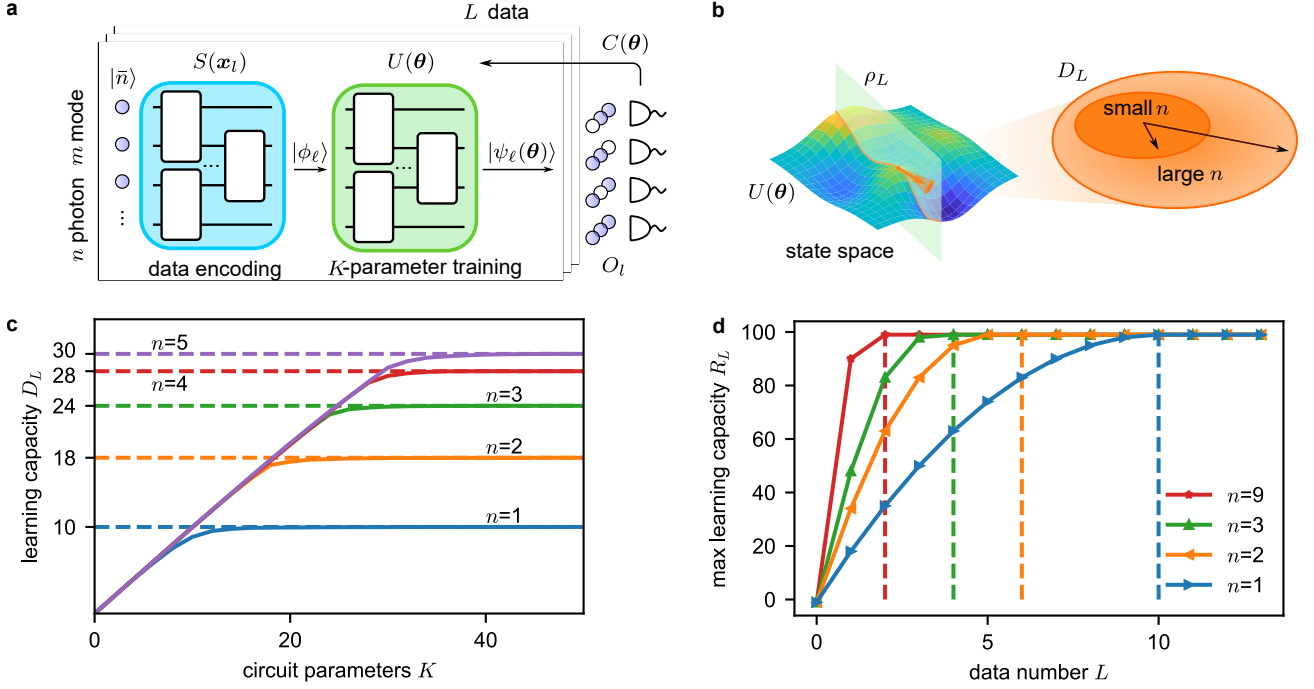 a
L data
C(θ)
S(x_l)
U(θ)
|n̄⟩
n photon m mode
...
...
...
|ϕ_ℓ⟩
|ψ_ℓ(θ)⟩
data encoding
K-parameter training
O_l
b
ρ_L
D_L
small n
large n
U(θ)
state space
c
learning capacity D_L
30
28
24
18
10
n=5
n=4
n=3
n=2
n=1
0
20
40
circuit parameters K
d
max learning capacity R_L
100
80
60
40
20
0
n=9
n=3
n=2
n=1
0
5
10
data number L